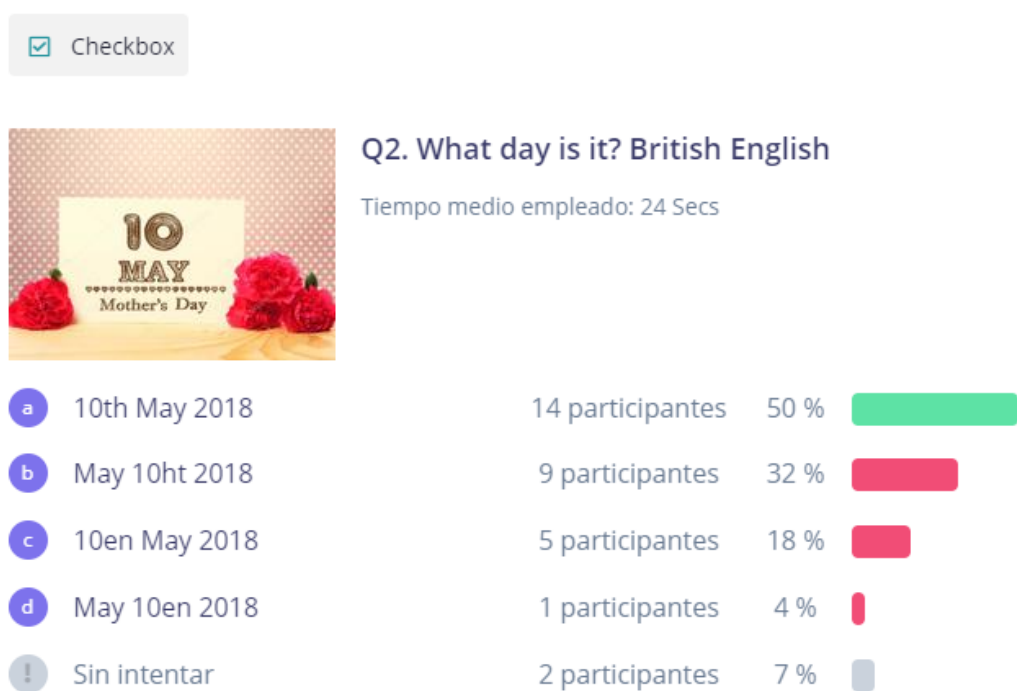 Checkbox
Q2. What day is it? British English
Tiempo medio empleado: 24 Secs
10
MAY
Mother's Day
a 10th May 2018 14 participantes 50 %
b May 10ht 2018 9 participantes 32 %
c 10en May 2018 5 participantes 18 %
d May 10en 2018 1 participantes 4 %
! Sin intentar 2 participantes 7 %